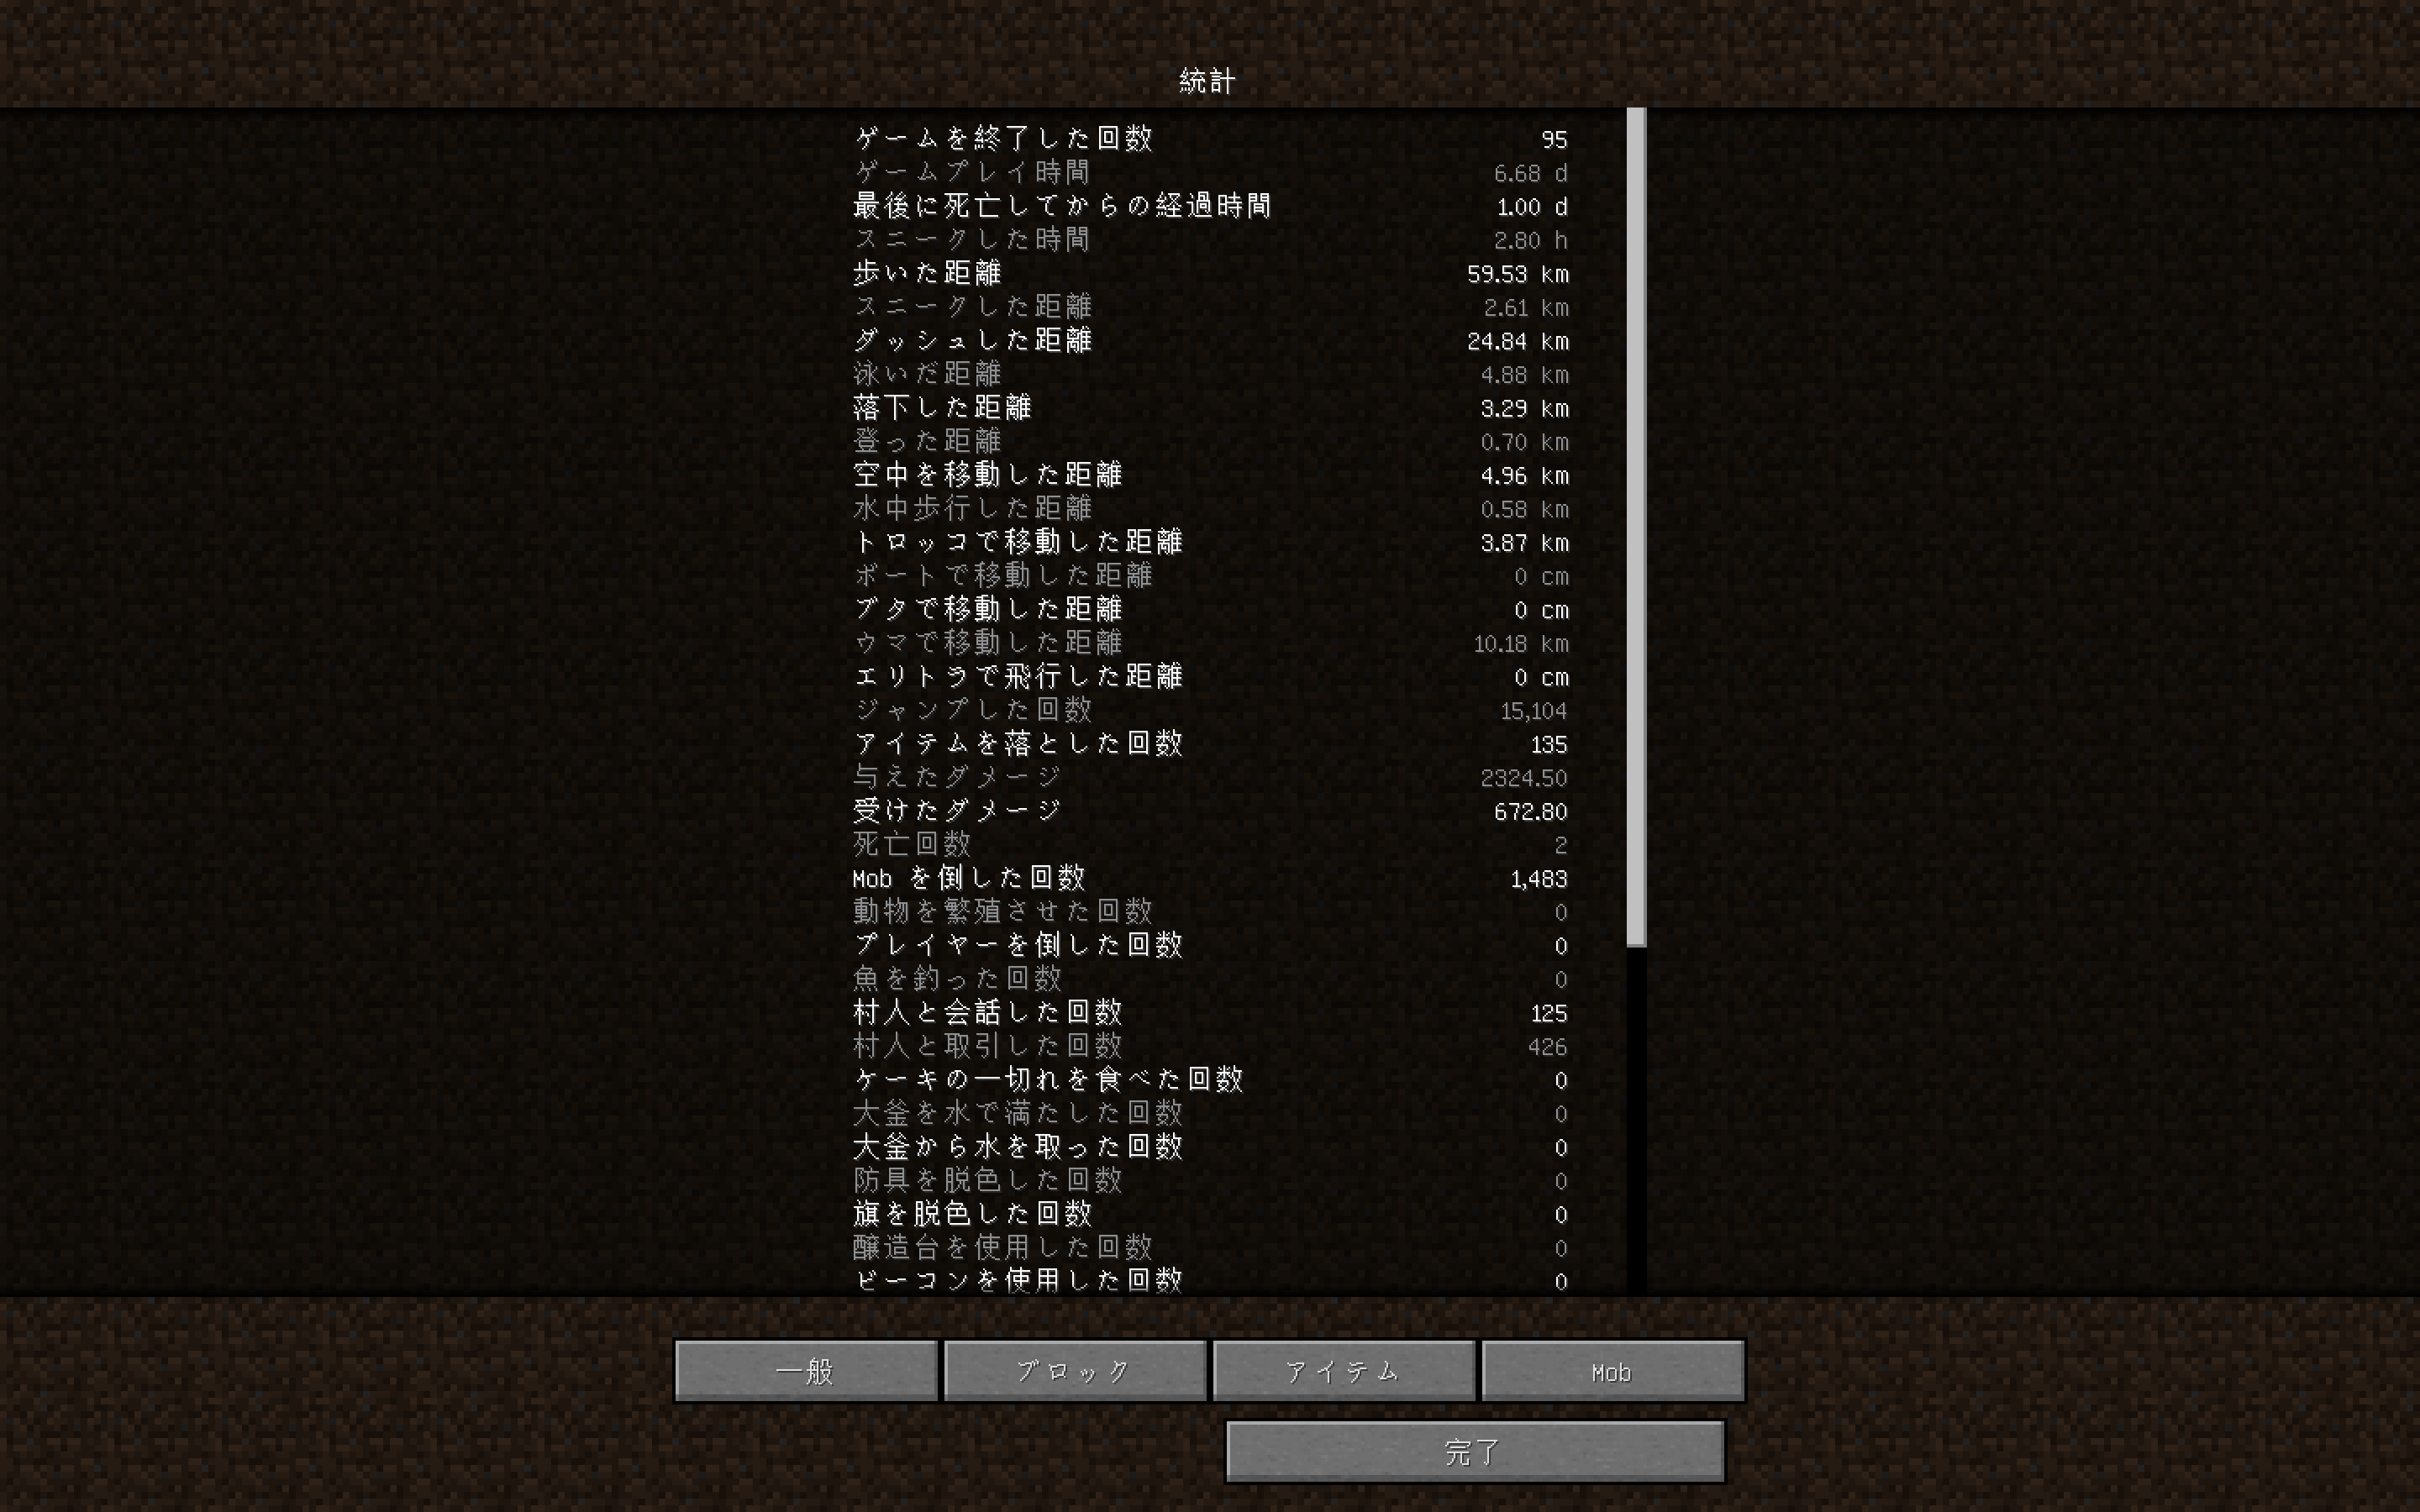 統計
ゲームを終了した回数 95
ゲームプレイ時間 6.68 d
最後に死亡してからの経過時間 1.00 d
スニークした時間 2.80 h
歩いた距離 59.53 km
スニークした距離 2.61 km
ダッシュした距離 24.84 km
泳いだ距離 4.88 km
落下した距離 3.29 km
登った距離 0.70 km
空中を移動した距離 4.96 km
水中歩行した距離 0.58 km
トロッコで移動した距離 3.87 km
ボートで移動した距離 0 cm
ブタで移動した距離 0 cm
ウマで移動した距離 10.18 km
エリトラで飛行した距離 0 cm
ジャンプした回数 15,104
アイテムを落とした回数 135
与えたダメージ 2324.50
受けたダメージ 672.80
死亡回数 2
Mob を倒した回数 1,483
動物を繁殖させた回数 0
プレイヤーを倒した回数 0
魚を釣った回数 0
村人と会話した回数 125
村人と取引した回数 426
ケーキの一切れを食べた回数 0
大釜を水で満たした回数 0
大釜から水を取った回数 0
防具を脱色した回数 0
旗を脱色した回数 0
醸造台を使用した回数 0
ビーコンを使用した回数 0
一般 ブロック アイテム Mob
完了